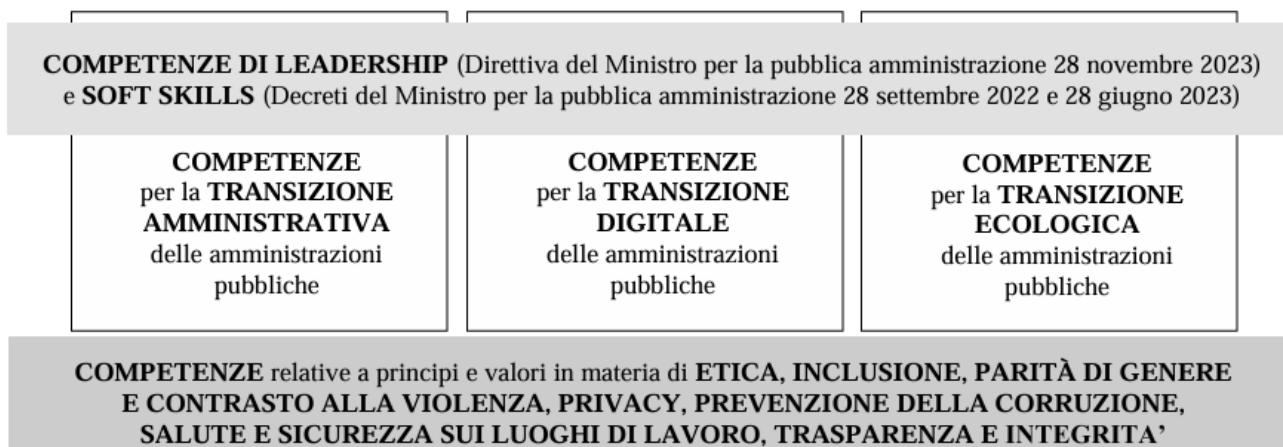 COMPETENZE DI LEADERSHIP (Direttiva del Ministro per la pubblica amministrazione 28 novembre 2023)
e SOFT SKILLS (Decreti del Ministro per la pubblica amministrazione 28 settembre 2022 e 28 giugno 2023)
COMPETENZE
per la TRANSIZIONE
AMMINISTRATIVA
delle amministrazioni
pubbliche
COMPETENZE
per la TRANSIZIONE
DIGITALE
delle amministrazioni
pubbliche
COMPETENZE
per la TRANSIZIONE
ECOLOGICA
delle amministrazioni
pubbliche
COMPETENZE relative a principi e valori in materia di ETICA, INCLUSIONE, PARITÀ DI GENERE
E CONTRASTO ALLA VIOLENZA, PRIVACY, PREVENZIONE DELLA CORRUZIONE,
SALUTE E SICUREZZA SUI LUOGHI DI LAVORO, TRASPARENZA E INTEGRITA’